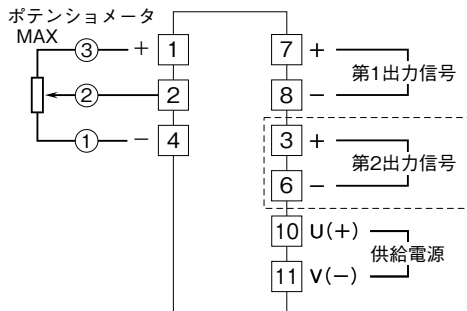 ポテンショメータ
MAX
③ + 1
② 2
① − 4
7 +
第1出力信号
8 −
3 +
第2出力信号
6 −
10 U(+)
供給電源
11 V(−)